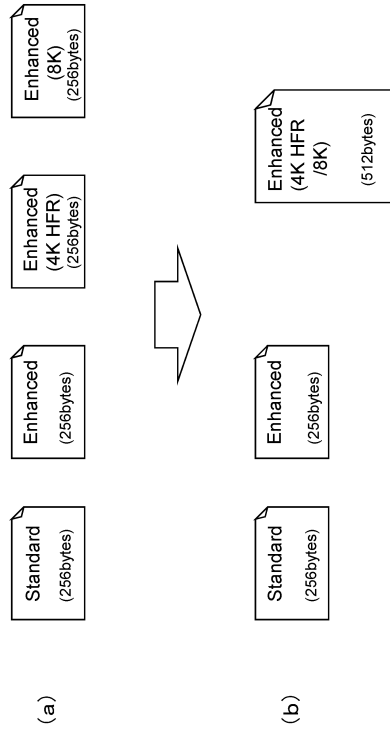 (a)
Standard
(256bytes)
Enhanced
(256bytes)
Enhanced
(4K HFR)
(256bytes)
Enhanced
(8K)
(256bytes)
(b)
Standard
(256bytes)
Enhanced
(256bytes)
Enhanced
(4K HFR
/8K)
(512bytes)